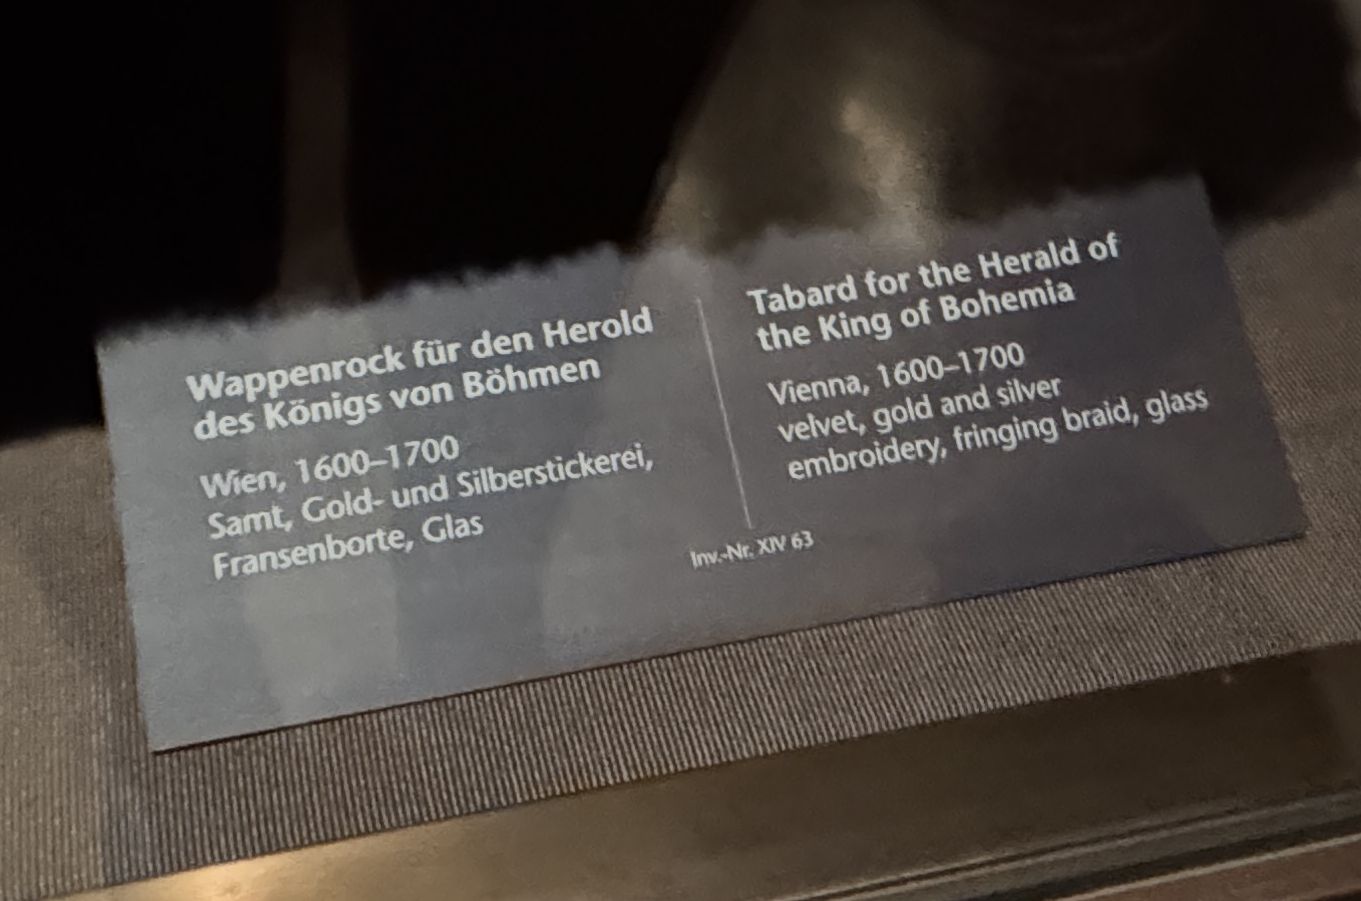 Wappenrock für den Herold
des Königs von Böhmen
Wien, 1600–1700
Samt, Gold- und Silberstickerei,
Fransenborte, Glas
Tabard for the Herald of
the King of Bohemia
Vienna, 1600–1700
velvet, gold and silver
embroidery, fringing braid, glass
Inv.-Nr. XIV 63